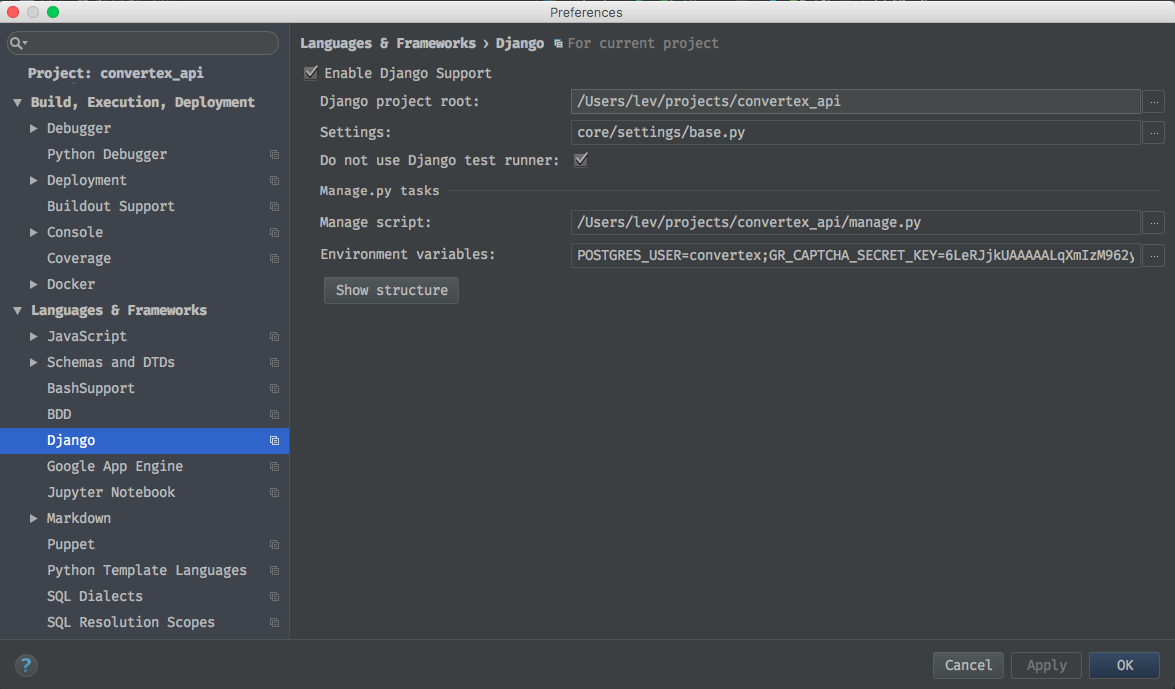 Preferences
Project: convertex_api
Build, Execution, Deployment
Debugger
Python Debugger
Deployment
Buildout Support
Console
Coverage
Docker
Languages & Frameworks
JavaScript
Schemas and DTDs
BashSupport
BDD
Django
Google App Engine
Jupyter Notebook
Markdown
Puppet
Python Template Languages
SQL Dialects
SQL Resolution Scopes
Languages & Frameworks › Django For current project
Enable Django Support
Django project root: /Users/lev/projects/convertex_api ...
Settings: core/settings/base.py ...
Do not use Django test runner:
Manage.py tasks
Manage script: /Users/lev/projects/convertex_api/manage.py ...
Environment variables: POSTGRES_USER=convertex;GR_CAPTCHA_SECRET_KEY=6LeRJjkUAAAAALqXmIzM962y ...
Show structure
? Cancel Apply OK